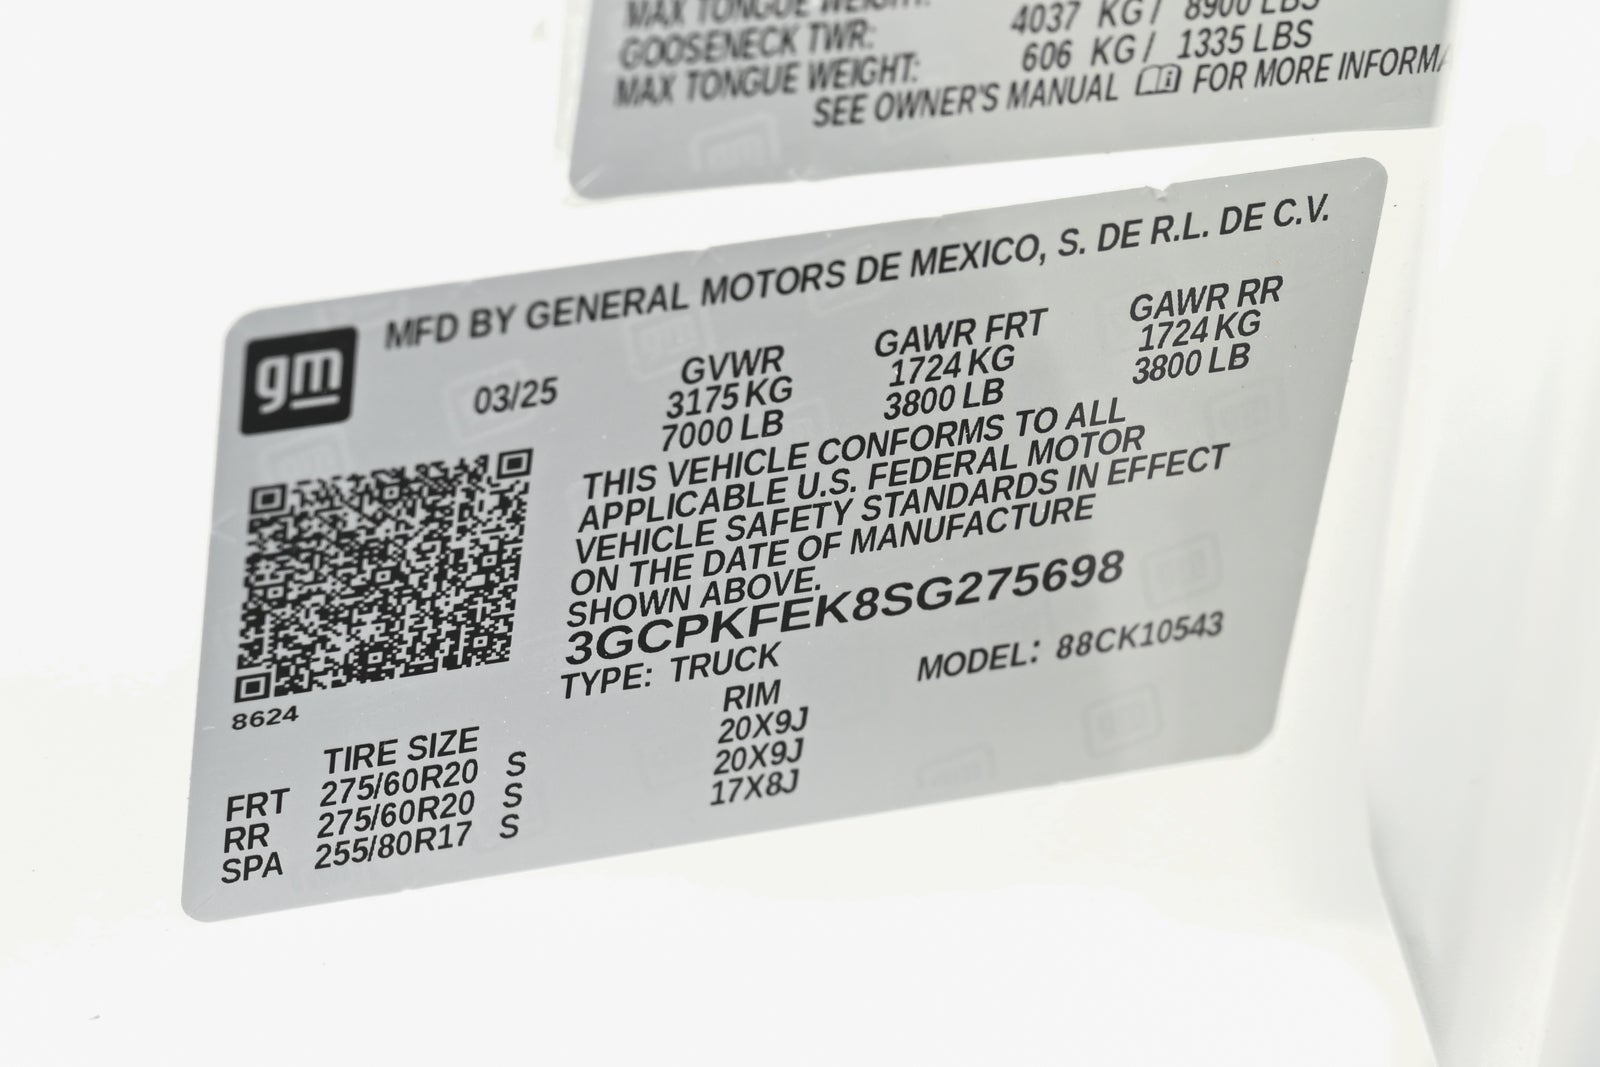 MAX TONGUE WEIGHT:
4037 KG / 8900 LBS
GOOSENECK TWR:
606 KG / 1335 LBS
MAX TONGUE WEIGHT:
SEE OWNER'S MANUAL FOR MORE
MFD BY GENERAL MOTORS DE MEXICO, S. DE R.L. DE C.V.
gm
03/25
GVWR GAWR FRT GAWR RR
3175 KG 1724 KG 1724 KG
7000 LB 3800 LB 3800 LB
THIS VEHICLE CONFORMS TO ALL
APPLICABLE U.S. FEDERAL MOTOR
VEHICLE SAFETY STANDARDS IN EFFECT
ON THE DATE OF MANUFACTURE
SHOWN ABOVE.
3GCPKFEK8SG275698
TYPE: TRUCK MODEL: 88CK10543
8624
TIRE SIZE RIM
FRT 275/60R20 S 20X9J
RR 275/60R20 S 20X9J
SPA 255/80R17 S 17X8J